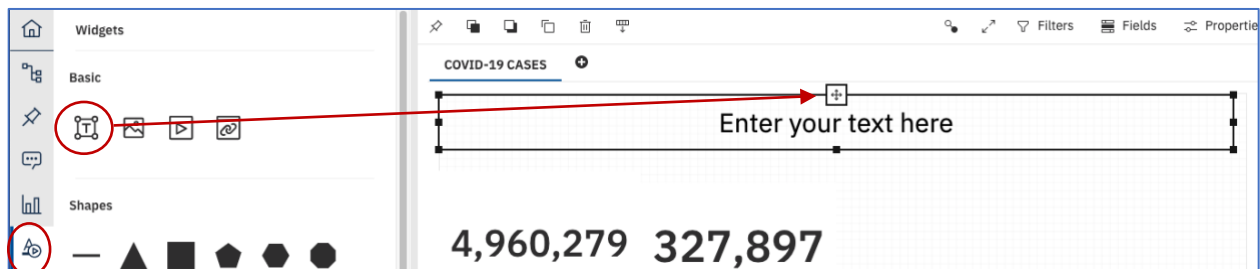 Widgets
Filters
Fields
Propertie
Basic
COVID-19 CASES
Enter your text here
Shapes
4,960,279 327,897